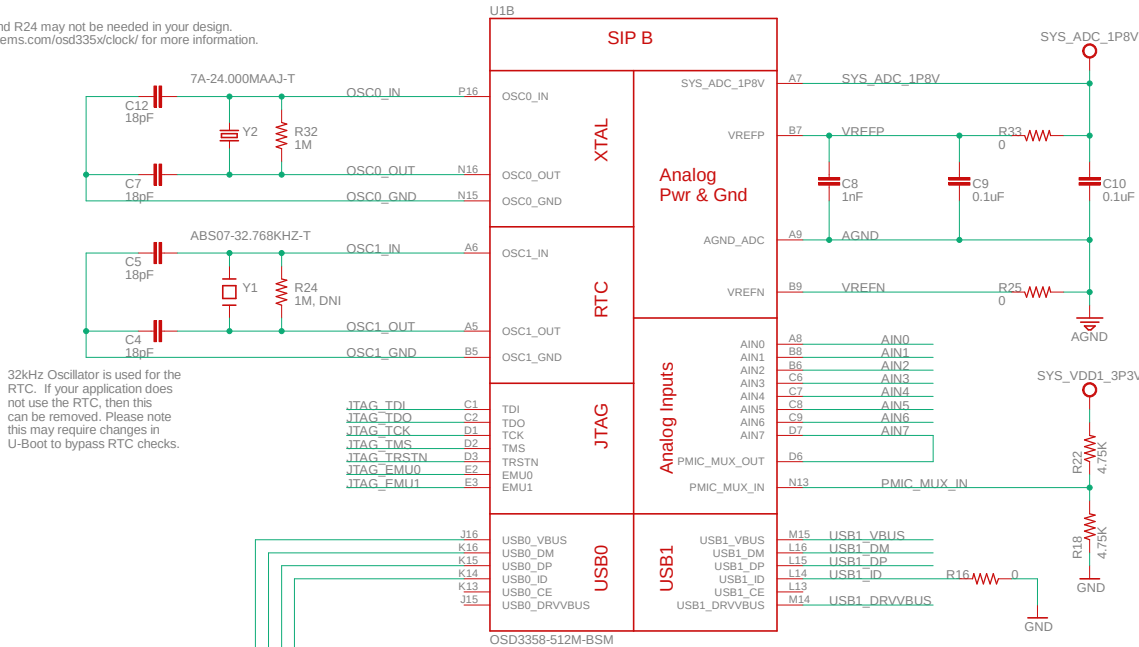 nd R24 may not be needed in your design.
ems.com/osd335x/clock/ for more information.
U1B
SIP B
SYS_ADC_1P8V
7A-24.000MAAJ-T
C12
18pF
OSC0_IN
P16
OSC0_IN
Y2
R32
1M
XTAL
C7
18pF
OSC0_OUT
N16
OSC0_OUT
OSC0_GND
N15
OSC0_GND
SYS_ADC_1P8V
A7
SYS_ADC_1P8V
VREFP
B7
VREFP
R33
0
Analog
Pwr & Gnd
C8
1nF
C9
0.1uF
C10
0.1uF
AGND_ADC
A9
AGND
VREFN
B9
VREFN
R25
0
AGND
ABS07-32.768KHZ-T
C5
18pF
OSC1_IN
A6
OSC1_IN
Y1
R24
1M, DNI
RTC
C4
18pF
OSC1_OUT
A5
OSC1_OUT
OSC1_GND
B5
OSC1_GND
32kHz Oscillator is used for the
RTC.  If your application does
not use the RTC, then this
can be removed. Please note
this may require changes in
U-Boot to bypass RTC checks.
Analog Inputs
AIN0 A8 AIN0
AIN1 B8 AIN1
AIN2 B6 AIN2
AIN3 C6 AIN3
AIN4 C7 AIN4
AIN5 C8 AIN5
AIN6 C9 AIN6
AIN7 D7 AIN7
PMIC_MUX_OUT D6
PMIC_MUX_IN N13 PMIC_MUX_IN
SYS_VDD1_3P3V
R22
4.75K
R18
4.75K
GND
JTAG
JTAG_TDI C1 TDI
JTAG_TDO C2 TDO
JTAG_TCK D1 TCK
JTAG_TMS D2 TMS
JTAG_TRSTN D3 TRSTN
JTAG_EMU0 E2 EMU0
JTAG_EMU1 E3 EMU1
USB0
J16 USB0_VBUS
K16 USB0_DM
K15 USB0_DP
K14 USB0_ID
K13 USB0_CE
J15 USB0_DRVVBUS
USB1
USB1_VBUS M15 USB1_VBUS
USB1_DM L16 USB1_DM
USB1_DP L15 USB1_DP
USB1_ID L14 USB1_ID
R16 0
USB1_CE L13
USB1_DRVVBUS M14 USB1_DRVVBUS
GND
OSD3358-512M-BSM